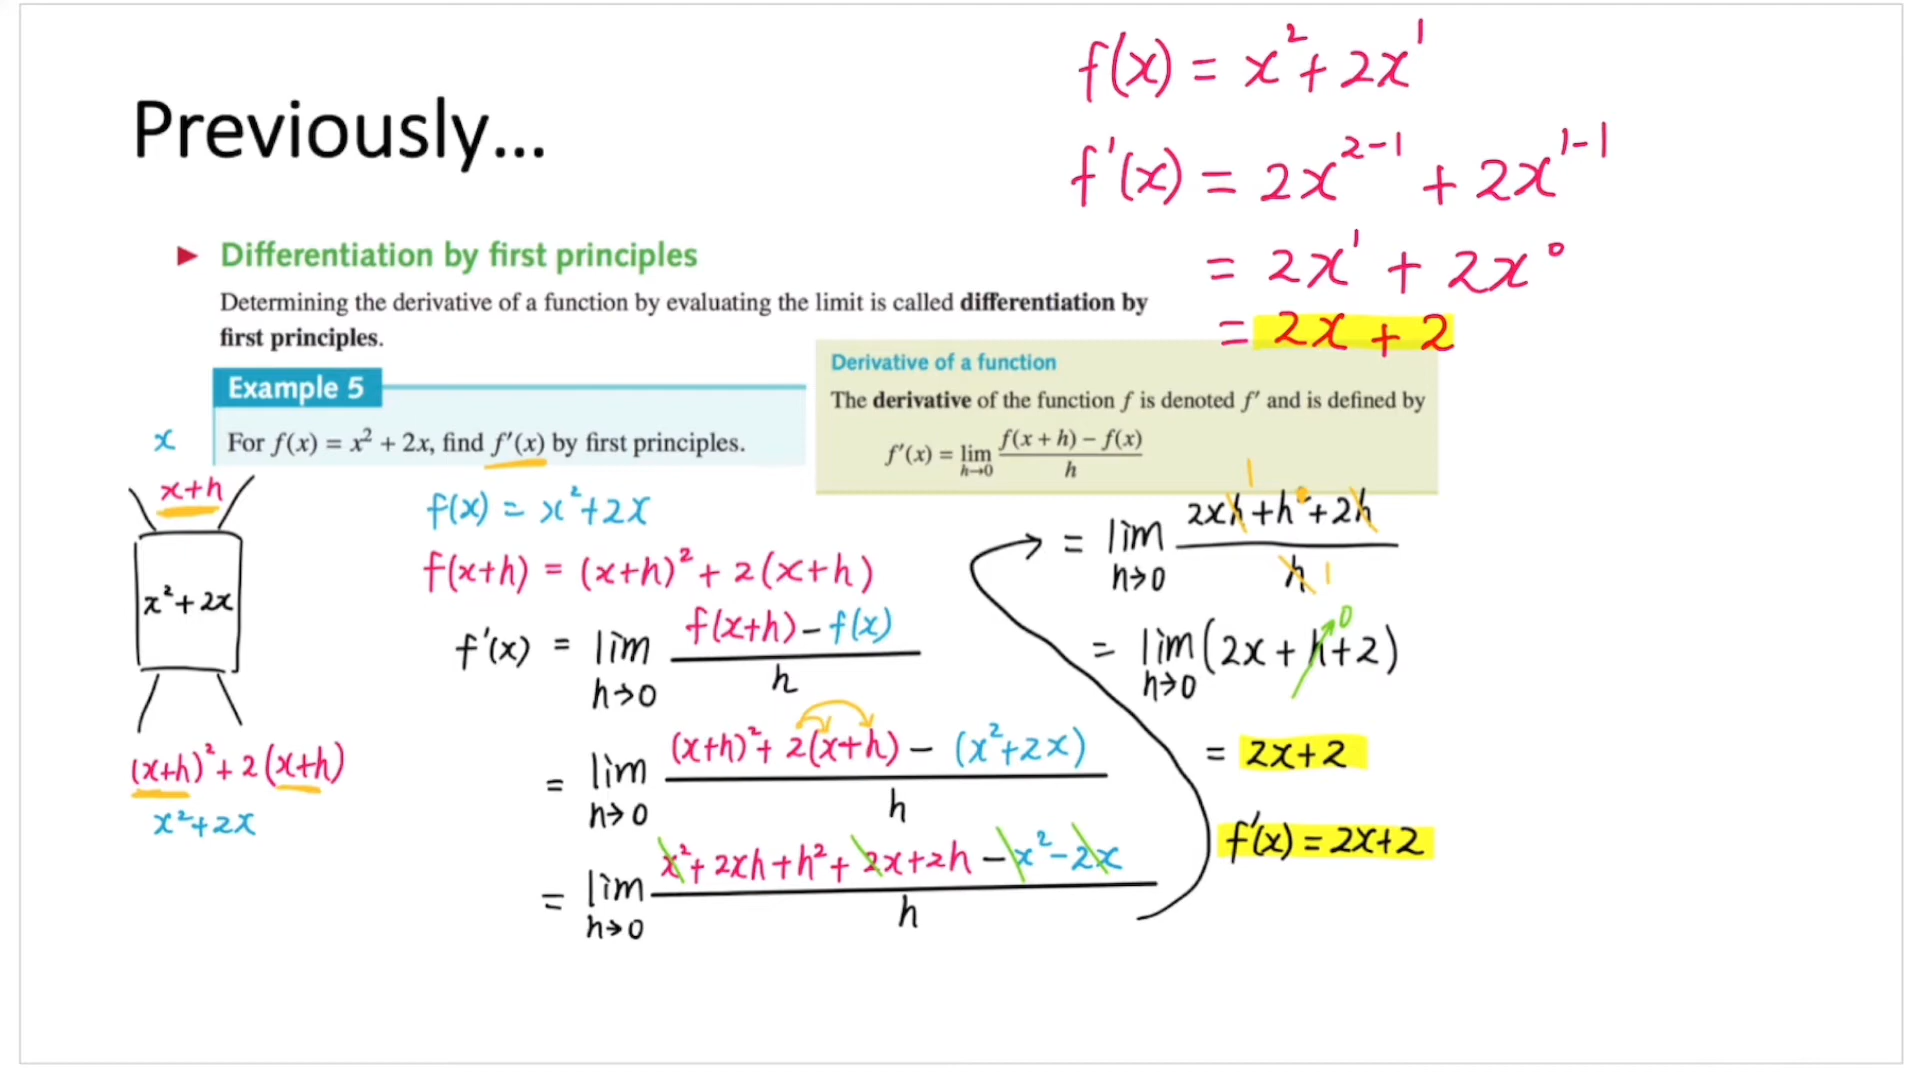 Previously...
f(x) = x² + 2x¹
f'(x) = 2x²⁻¹ + 2x¹⁻¹
= 2x¹ + 2x⁰
= 2x + 2
► Differentiation by first principles
Determining the derivative of a function by evaluating the limit is called differentiation by
first principles.
Example 5
For f(x) = x² + 2x, find f'(x) by first principles.
Derivative of a function
The derivative of the function f is denoted f' and is defined by
f'(x) = lim h→0 (f(x + h) − f(x))/h
x
x+h
x²+2x
(x+h)²+2(x+h)
x²+2x
f(x) = x²+2x
f(x+h) = (x+h)²+2(x+h)
f'(x) = lim h→0 (f(x+h) − f(x))/h
= lim h→0 ((x+h)²+2(x+h) − (x²+2x))/h
= lim h→0 (x²+2xh+h²+2x+2h−x²−2x)/h
1
= lim h→0 (2xh+h²+2h)/h 1
= lim h→0 (2x+h+2) 0
= 2x+2
f'(x) = 2x+2